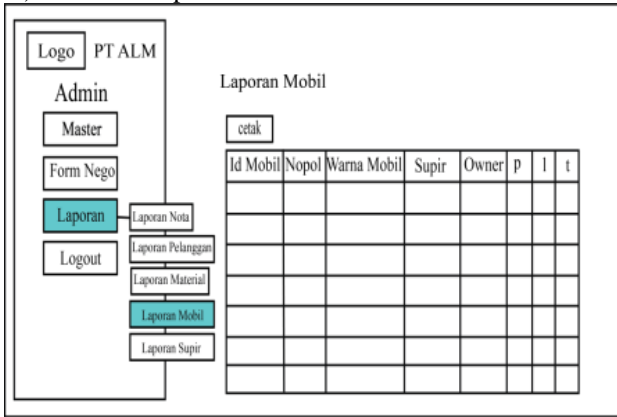 Logo PT ALM
Admin
Master
Form Nego
Laporan
Logout
Laporan Nota
Laporan Pelanggan
Laporan Material
Laporan Mobil
Laporan Supir
Laporan Mobil
cetak
Id Mobil Nopol Warna Mobil Supir Owner p l t